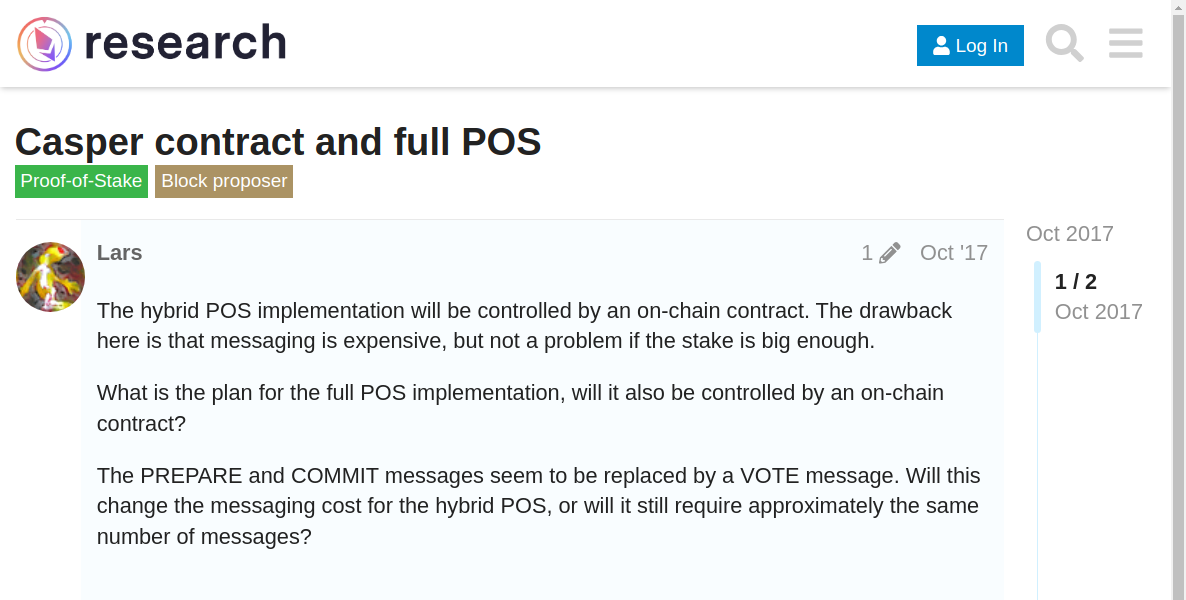 research
Log In
Casper contract and full POS
Proof-of-Stake Block proposer
Lars 1 Oct '17
The hybrid POS implementation will be controlled by an on-chain contract. The drawback
here is that messaging is expensive, but not a problem if the stake is big enough.
What is the plan for the full POS implementation, will it also be controlled by an on-chain
contract?
The PREPARE and COMMIT messages seem to be replaced by a VOTE message. Will this
change the messaging cost for the hybrid POS, or will it still require approximately the same
number of messages?
Oct 2017
1 / 2
Oct 2017